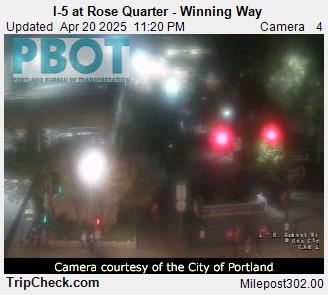 I-5 at Rose Quarter - Winning Way
Updated Apr 20 2025 11:20 PM Camera 4
PBOT
PORTLAND BUREAU OF TRANSPORTATION
Camera courtesy of the City of Portland
TripCheck.com Milepost302.00